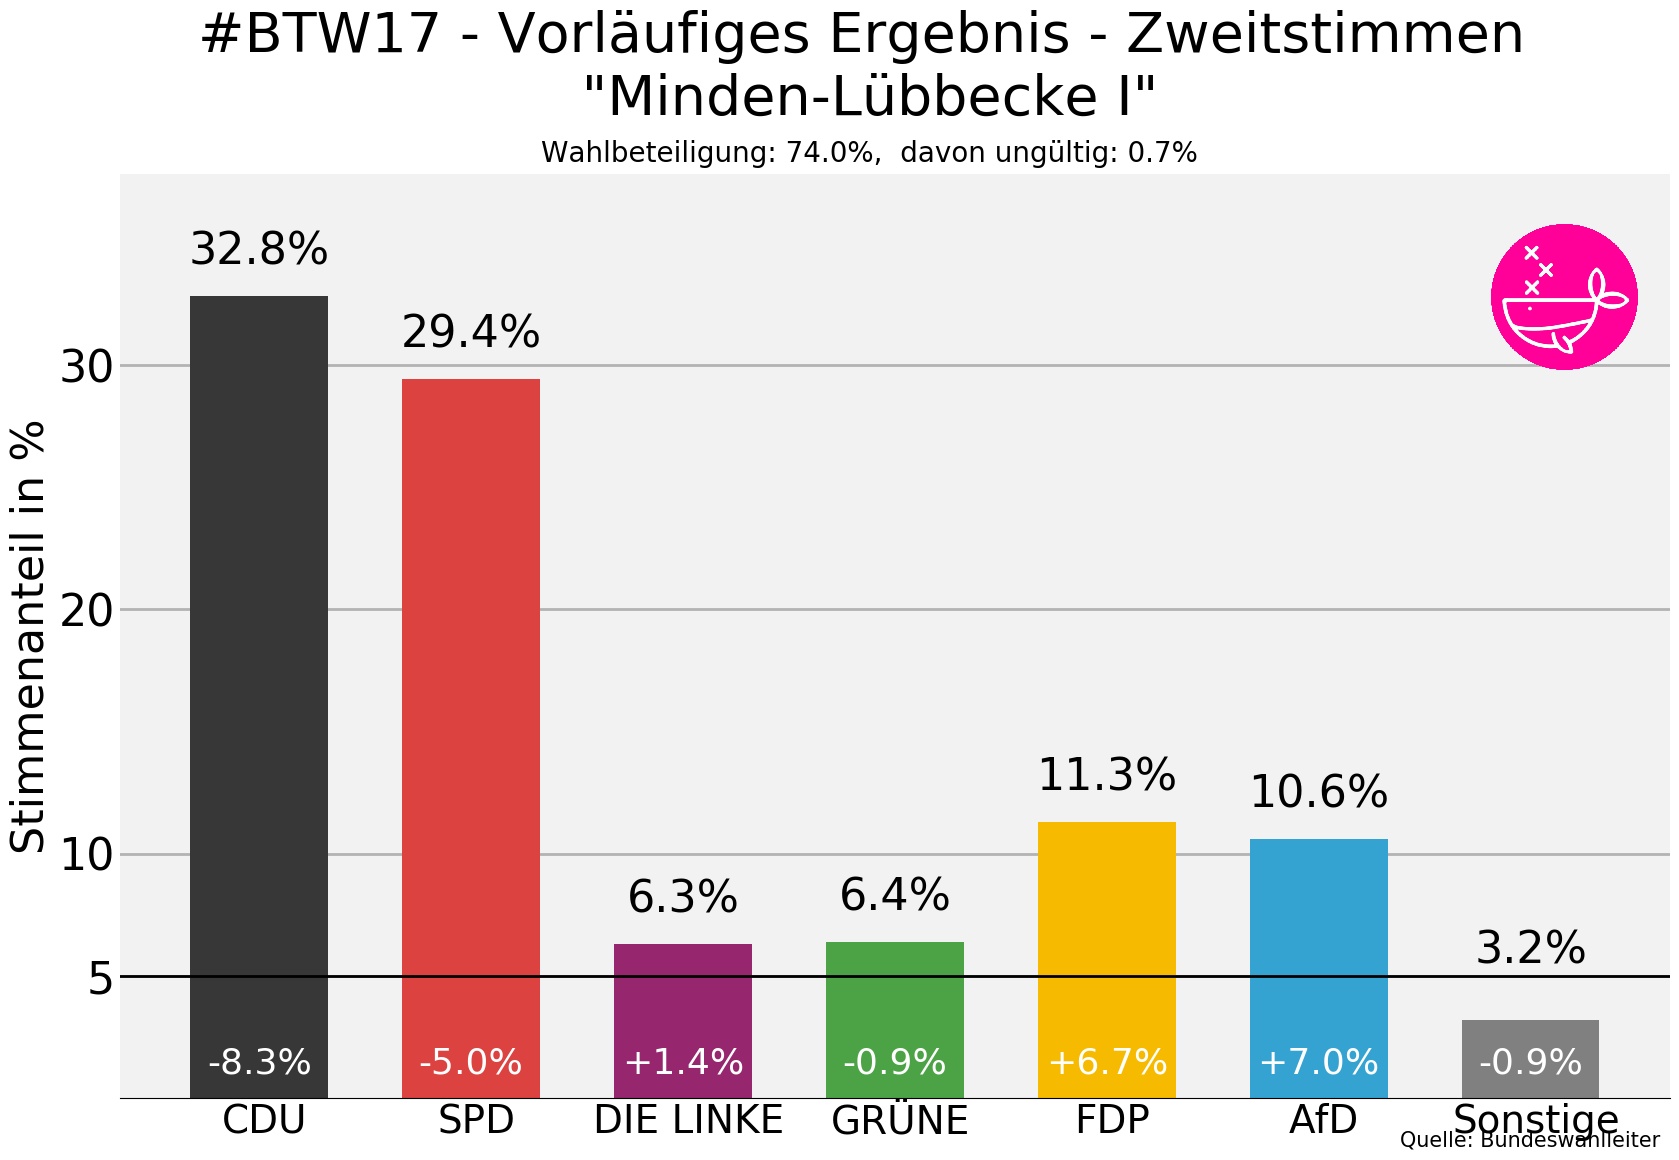 #BTW17 - Vorläufiges Ergebnis - Zweitstimmen
"Minden-Lübbecke I"
Wahlbeteiligung: 74.0%, davon ungültig: 0.7%
Stimmenanteil in %
30
20
10
5
32.8%
29.4%
6.3%
6.4%
11.3%
10.6%
3.2%
-8.3%
-5.0%
+1.4%
-0.9%
+6.7%
+7.0%
-0.9%
CDU
SPD
DIE LINKE
GRÜNE
FDP
AfD
Sonstige
Quelle: Bundeswahlleiter